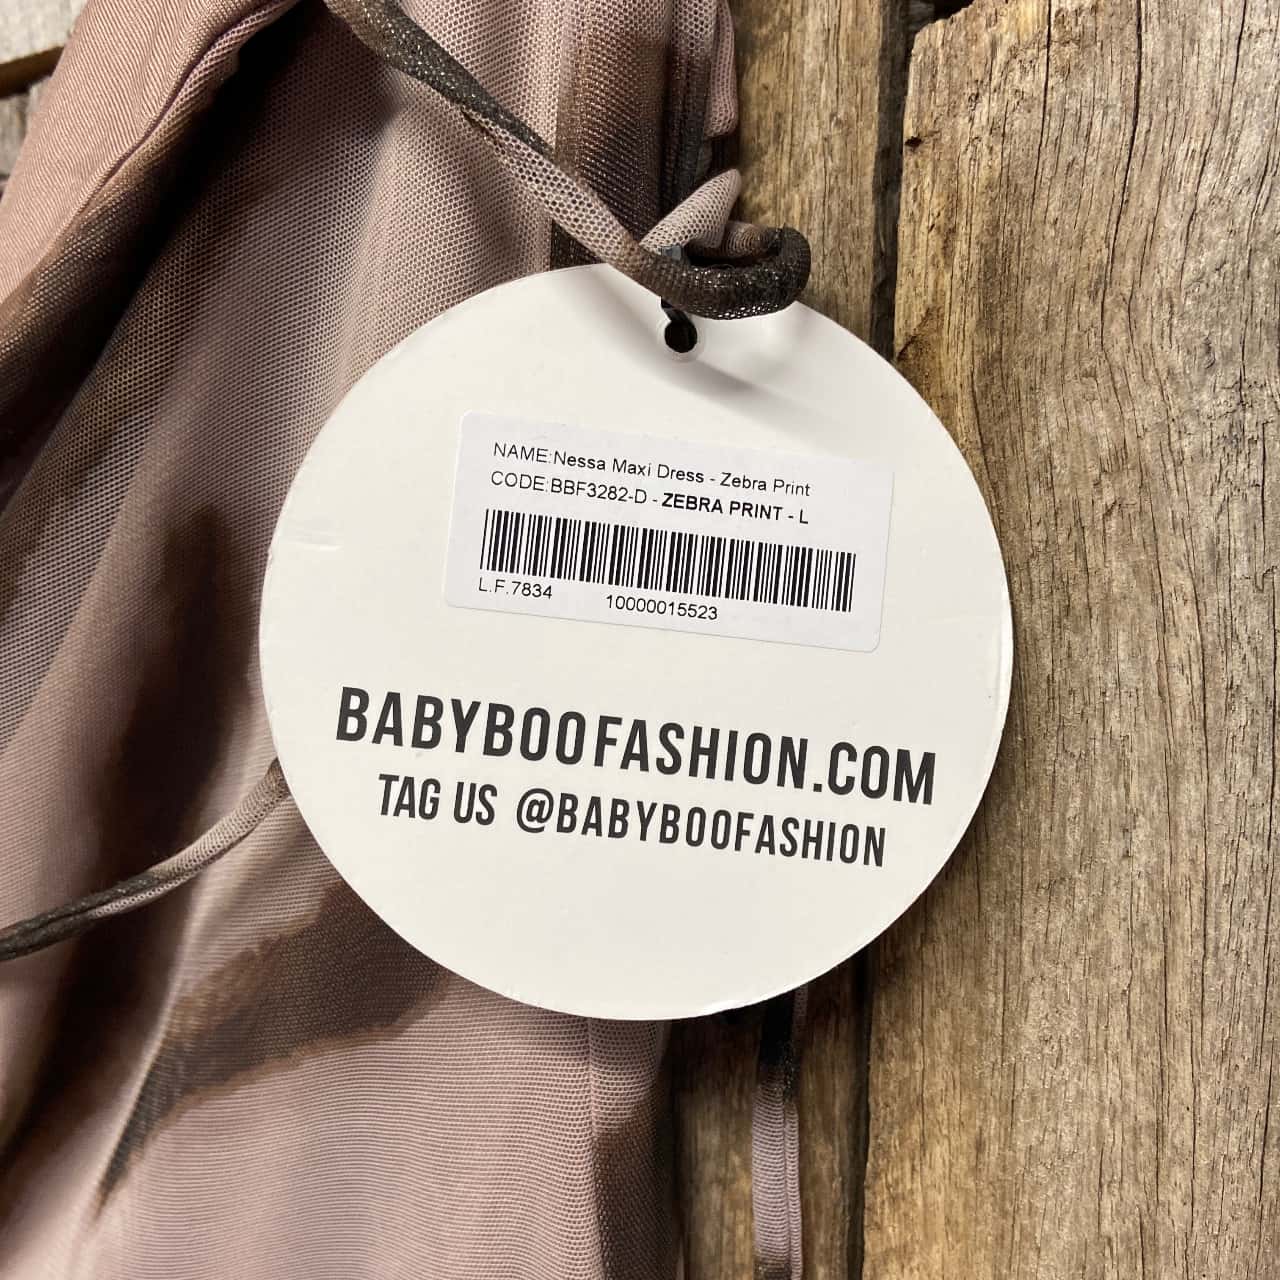 NAME:Nessa Maxi Dress - Zebra Print
CODE:BBF3282-D - ZEBRA PRINT - L
L.F.7834 10000015523
BABYBOOFASHION.COM
TAG US @BABYBOOFASHION